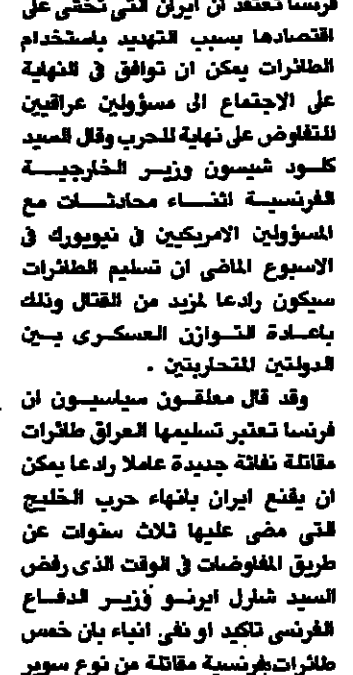 فرنسا تعتقد ان ايران التى تخشى على
اقتصادها بسبب التهديد باستخدام
الطائرات يمكن ان توافق فى النهاية
على الاجتماع الى مسؤولين عراقيين
للتفاوض على نهاية للحرب وقال السيد
كلود شيسون وزير الخارجية
الفرنسية اثناء محادثات مع
المسؤولين الامريكيين فى نيويورك فى
الاسبوع الماضى ان تسليم الطائرات
سيكون رادعا لمزيد من القتال وذلك
باعادة التوازن العسكرى بين
الدولتين المتحاربتين .
وقد قال معلقون سياسيون ان
فرنسا تعتبر تسليمها العراق طائرات
مقاتلة نفاثة جديدة عاملا رادعا يمكن
ان يقنع ايران بانهاء حرب الخليج
التى مضى عليها ثلاث سنوات عن
طريق المفاوضات فى الوقت الذى رفض
السيد شارل ايرنو وزير الدفاع
الفرنسى تاكيد او نفى انباء بان خمس
طائرات فرنسية مقاتلة من نوع سوبر